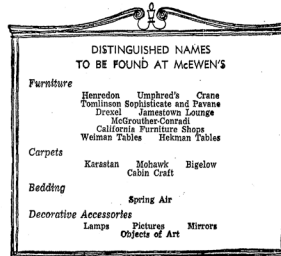 DISTINGUISHED NAMES
TO BE FOUND AT McEWEN'S
Furniture
Henredon Umphred's Crane
Tomlinson Sophisticate and Pavane
Drexel Jamestown Lounge
McGrouther-Conradi
California Furniture Shops
Weiman Tables Hekman Tables
Carpets
Karastan Mohawk Bigelow
Cabin Craft
Bedding
Spring Air
Decorative Accessories
Lamps Pictures Mirrors
Objects of Art